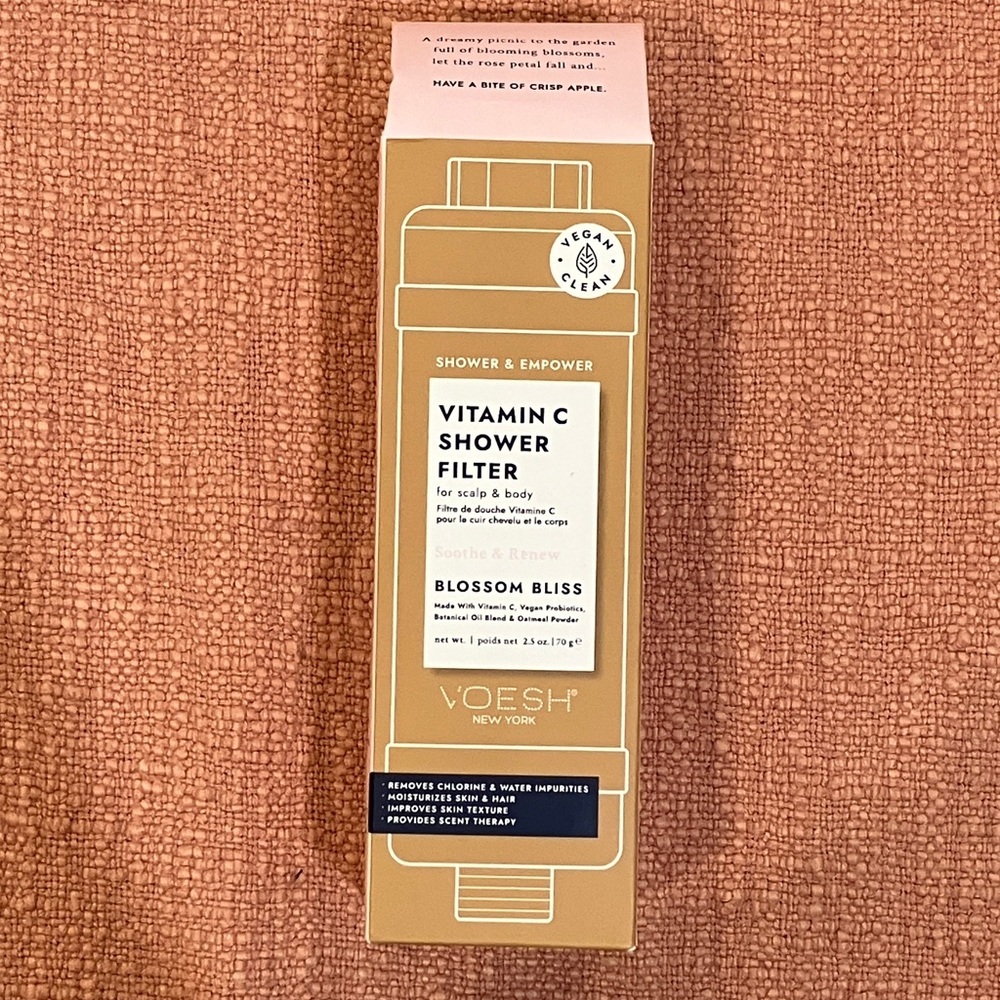 A dreamy picnic to the garden
full of blooming blossoms,
let the rose petal fall and...
HAVE A BITE OF CRISP APPLE.
VEGAN
CLEAN
SHOWER & EMPOWER
VITAMIN C
SHOWER
FILTER
for scalp & body
Filtre de douche Vitamine C
pour le cuir chevelu et le corps
Soothe & Renew
BLOSSOM BLISS
Made With Vitamin C, Vegan Probiotics,
Botanical Oil Blend & Oatmeal Powder
net wt. | poids net 2.5 oz. | 70 g ℮
VOESH®
NEW YORK
· REMOVES CHLORINE & WATER IMPURITIES
· MOISTURIZES SKIN & HAIR
· IMPROVES SKIN TEXTURE
· PROVIDES SCENT THERAPY